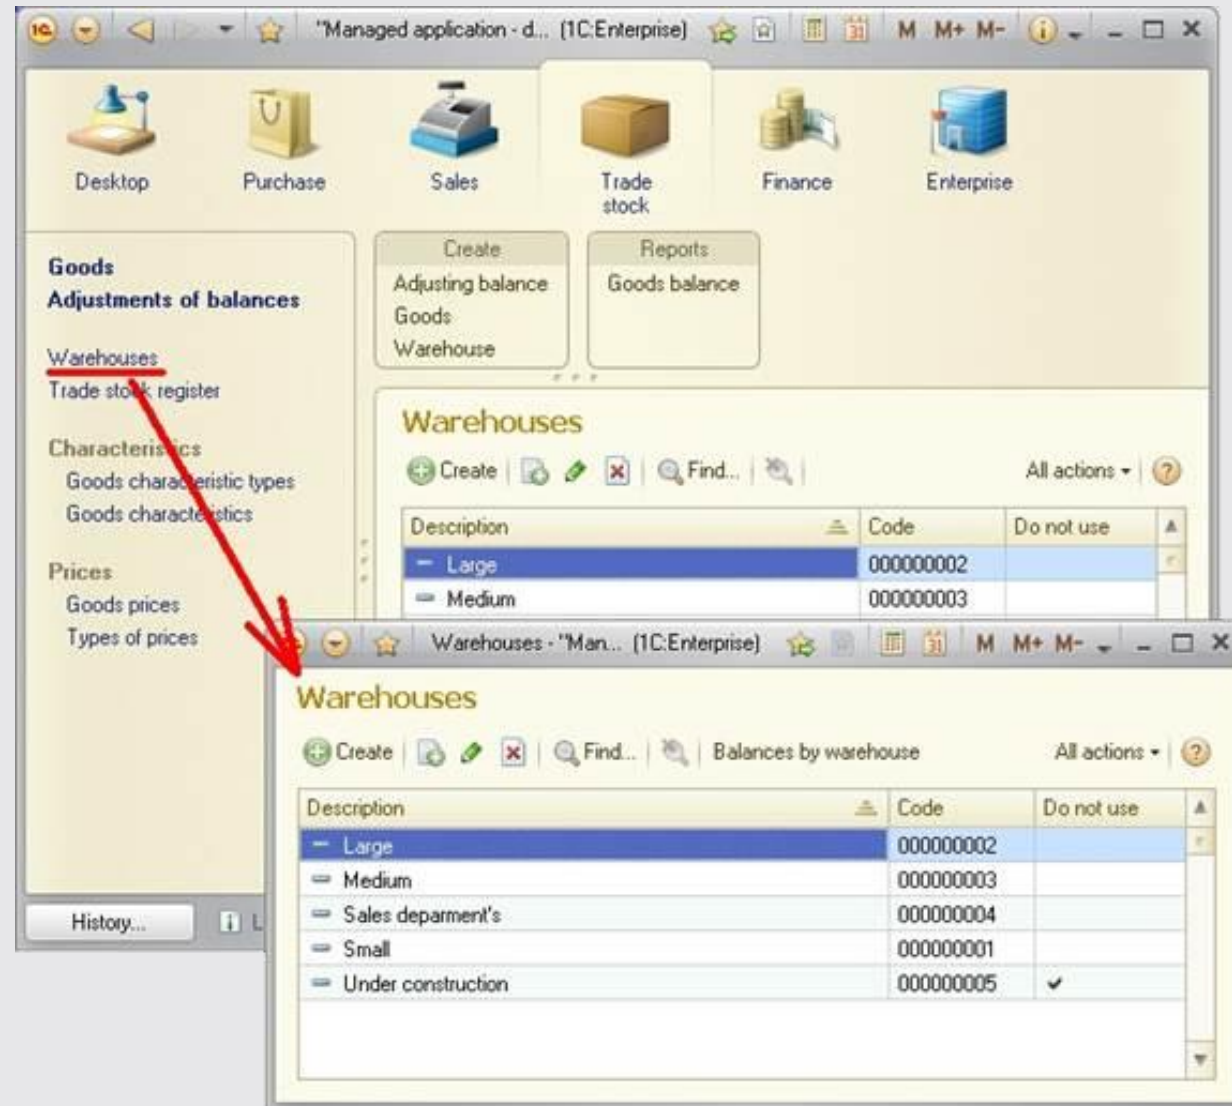 "Managed application - d... (1C:Enterprise)
M M+ M-
Desktop
Purchase
Sales
Trade stock
Finance
Enterprise
Goods
Adjustments of balances
Warehouses
Trade stock register
Characteristics
Goods characteristic types
Goods characteristics
Prices
Goods prices
Types of prices
Create
Adjusting balance
Goods
Warehouse
Reports
Goods balance
Warehouses
Create Find... All actions
Description Code Do not use
Large 000000002
Medium 000000003
Warehouses - "Man... (1C:Enterprise) M M+ M-
Warehouses
Create Find... Balances by warehouse All actions
Description Code Do not use
Large 000000002
Medium 000000003
Sales deparment's 000000004
Small 000000001
Under construction 000000005
History...